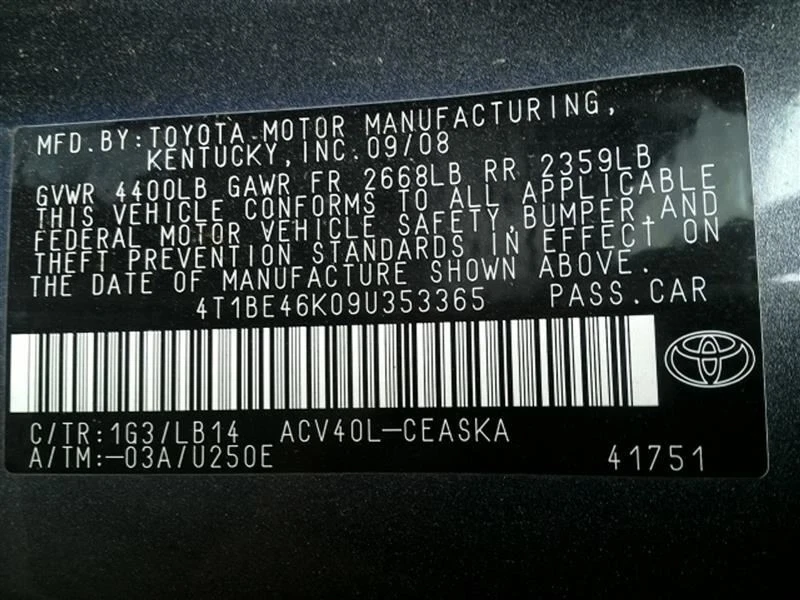 MFD.BY:TOYOTA MOTOR MANUFACTURING,
KENTUCKY, INC.09/08
GVWR 4400LB GAWR FR 2668LB RR 2359LB
THIS VEHICLE CONFORMS TO ALL APPLICABLE
FEDERAL MOTOR VEHICLE SAFETY,BUMPER,AND
THEFT PREVENTION STANDARDS IN EFFECT ON
THE DATE OF MANUFACTURE SHOWN ABOVE.
4T1BE46K09U353365 PASS.CAR
C/TR:1G3/LB14 ACV40L-CEASKA
A/TM:-03A/U250E 41751